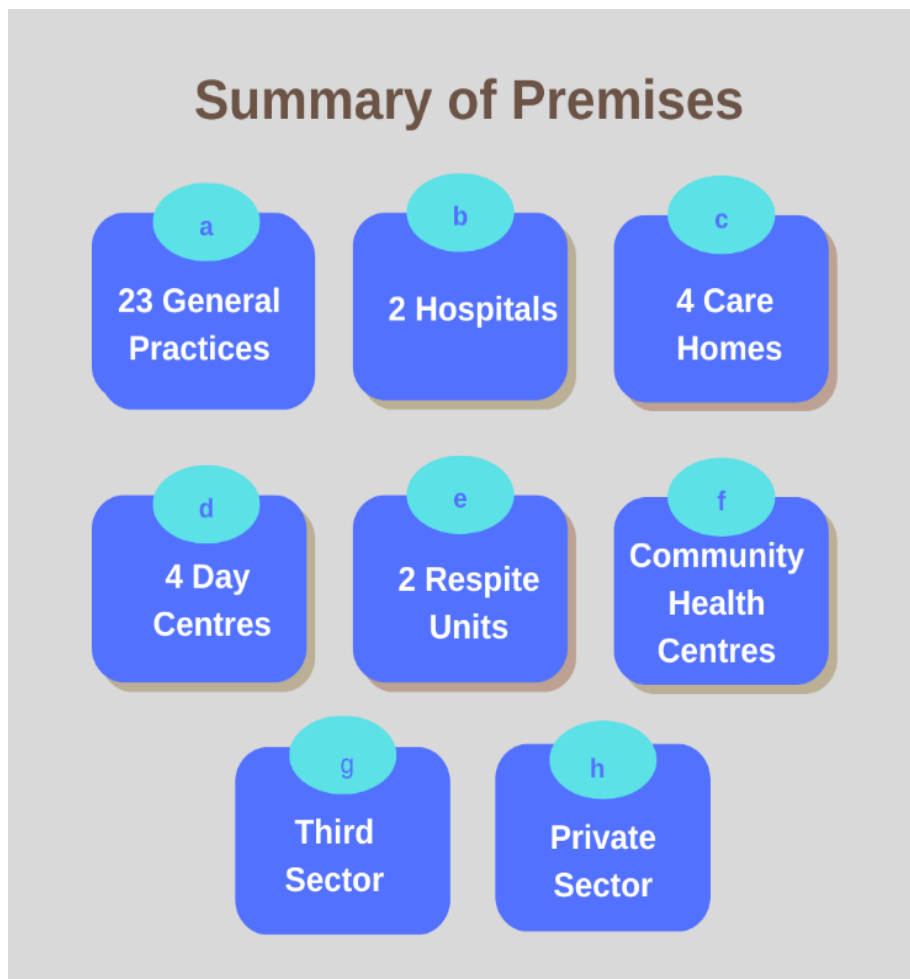 Summary of Premises
a
23 General
Practices
b
2 Hospitals
c
4 Care
Homes
d
4 Day
Centres
e
2 Respite
Units
f
Community
Health
Centres
g
Third
Sector
h
Private
Sector